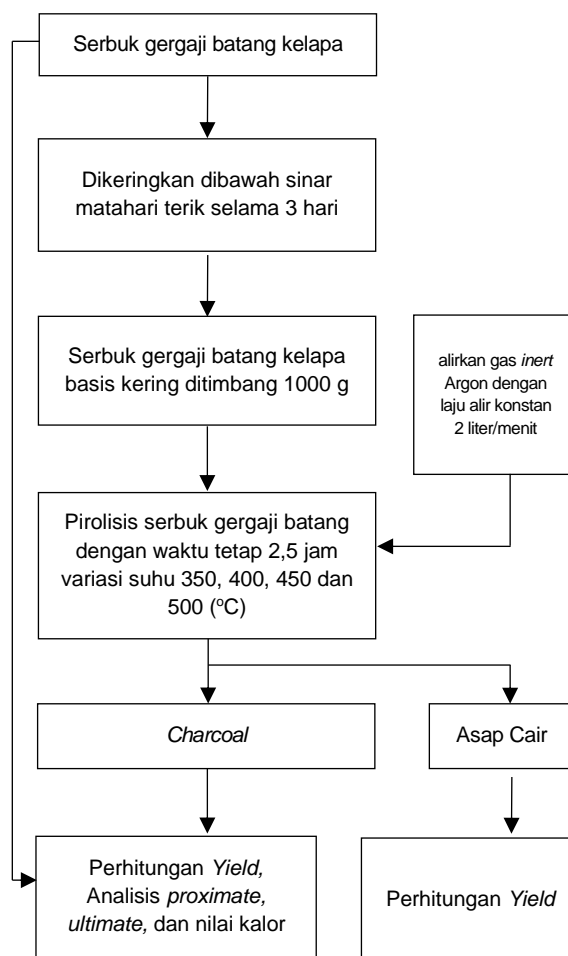 Serbuk gergaji batang kelapa
Dikeringkan dibawah sinar
matahari terik selama 3 hari
Serbuk gergaji batang kelapa
basis kering ditimbang 1000 g
alirkan gas inert
Argon dengan
laju alir konstan
2 liter/menit
Pirolisis serbuk gergaji batang
dengan waktu tetap 2,5 jam
variasi suhu 350, 400, 450 dan
500 (ºC)
Charcoal
Asap Cair
Perhitungan Yield,
Analisis proximate,
ultimate, dan nilai kalor
Perhitungan Yield